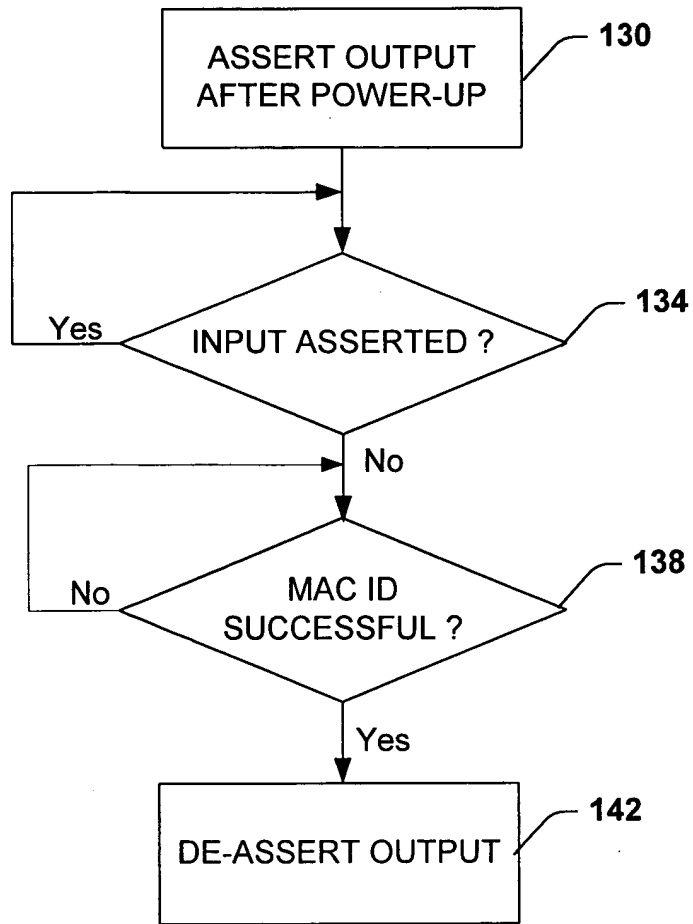 ASSERT OUTPUT
AFTER POWER-UP
130
INPUT ASSERTED ?
134
Yes
No
MAC ID
SUCCESSFUL ?
138
No
Yes
DE-ASSERT OUTPUT
142